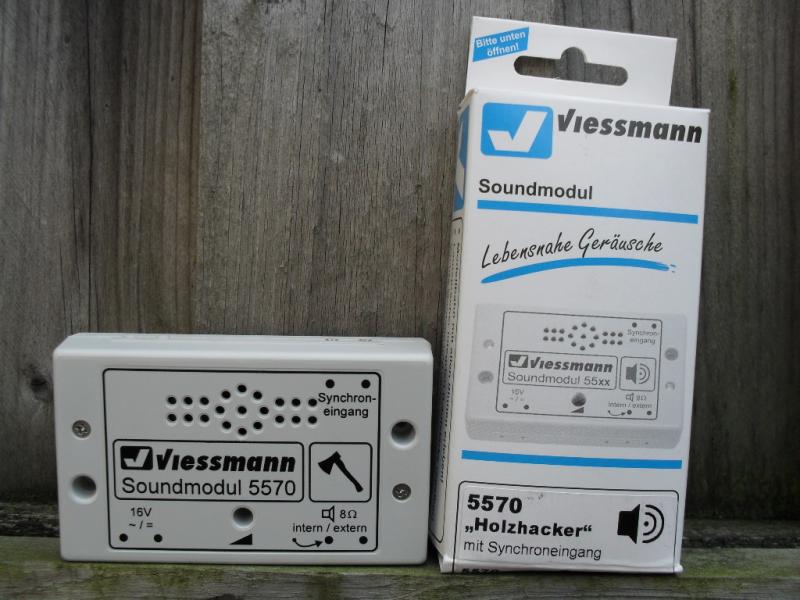 Bitte unten
öffnen!
Viessmann
Soundmodul
Lebensnahe Geräusche
Synchron-
eingang
Viessmann
Soundmodul 55xx
16V
~ / =
8Ω
intern / extern
5570
„Holzhacker“
mit Synchroneingang
Synchron-
eingang
Viessmann
Soundmodul 5570
16V
~ / =
8Ω
intern / extern